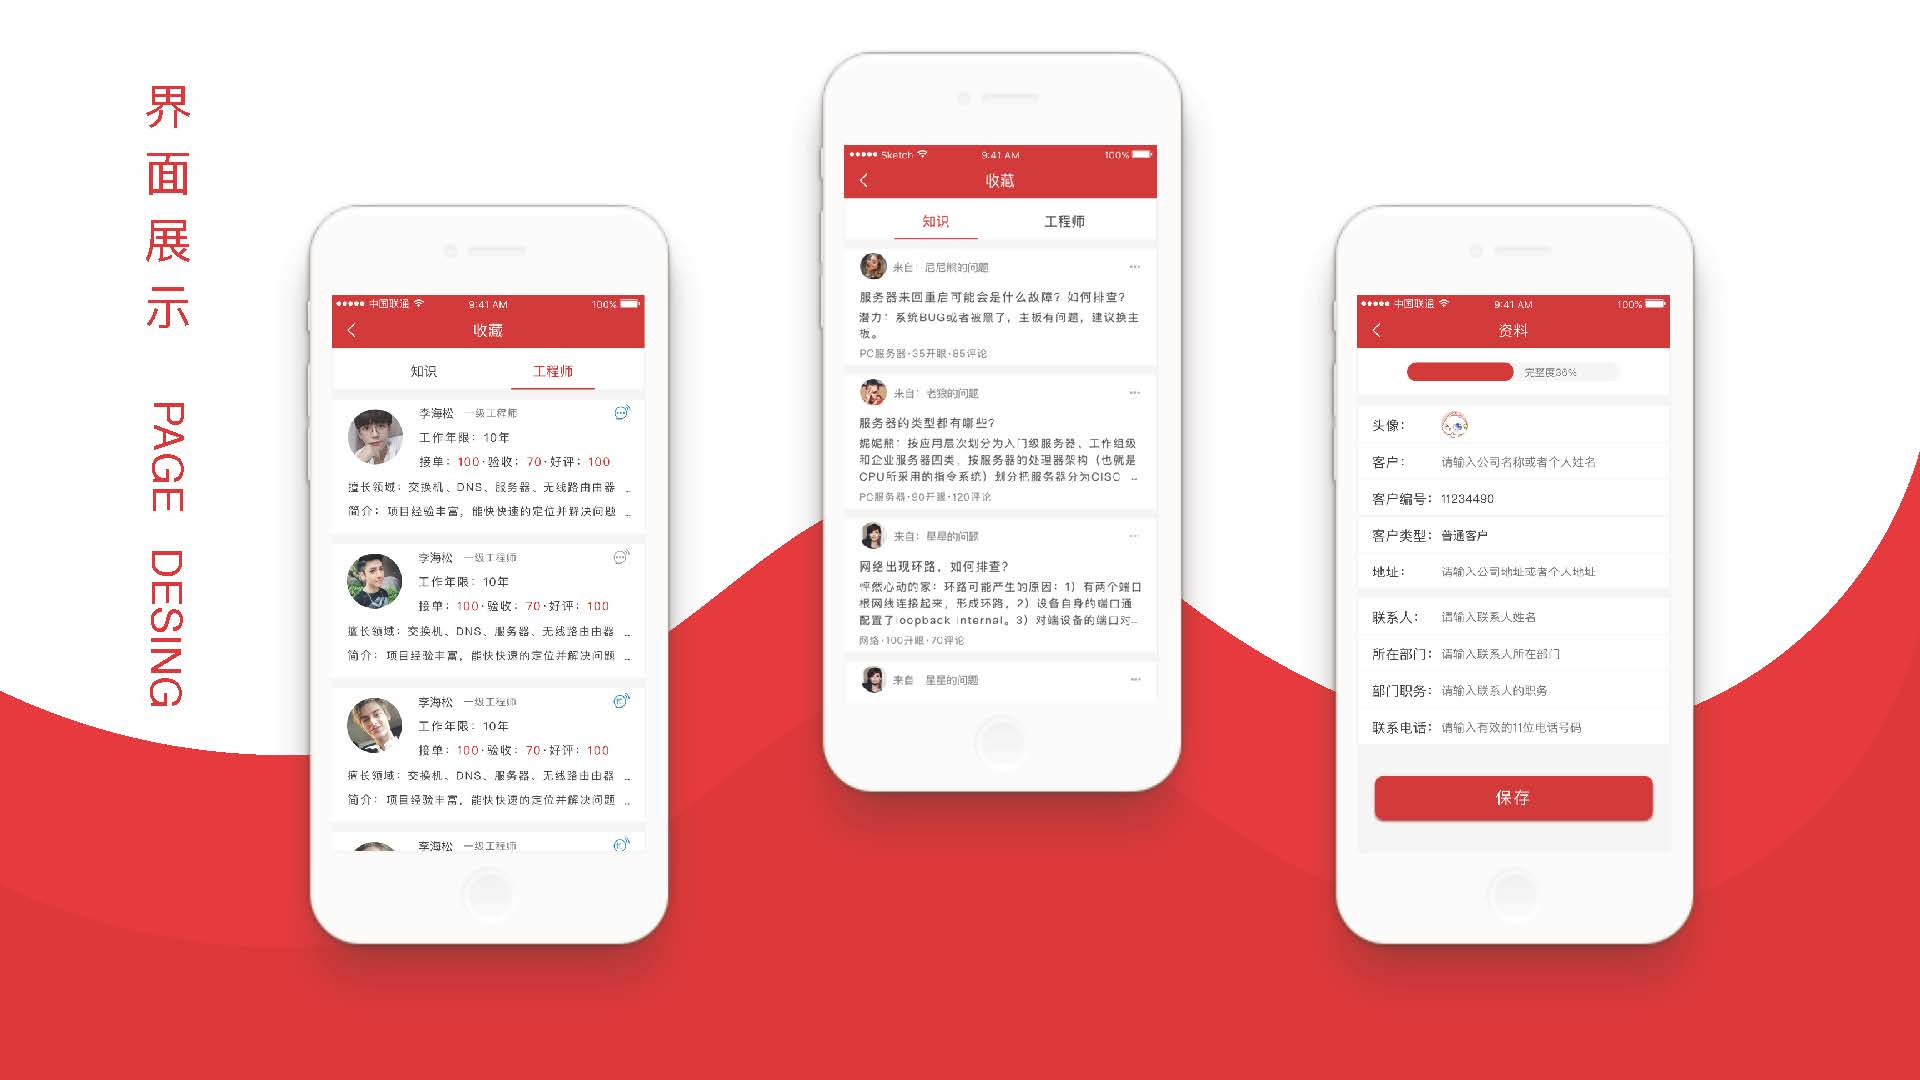 界面展示 PAGE DESING
中国联通 9:41 AM 100%
收藏
知识 工程师
李海松 一级工程师
工作年限：10年
接单：100·验收：70·好评：100
擅长领域：交换机、DNS、服务器、无线路由由器 ...
简介：项目经验丰富，能快快速的定位并解决问题 ...
李海松 一级工程师
工作年限：10年
接单：100·验收：70·好评：100
擅长领域：交换机、DNS、服务器、无线路由由器 ...
简介：项目经验丰富，能快快速的定位并解决问题 ...
李海松 一级工程师
工作年限：10年
接单：100·验收：70·好评：100
擅长领域：交换机、DNS、服务器、无线路由由器 ...
简介：项目经验丰富，能快快速的定位并解决问题 ...
李海松 一级工程师
Sketch 9:41 AM 100%
收藏
知识 工程师
来自：尼尼熊的问题
服务器来回重启可能会是什么故障？如何排查？
潜力：系统BUG或者被黑了，主板有问题，建议换主
板。
PC服务器·35开眼·85评论
来自：老狼的问题
服务器的类型都有哪些？
妮妮熊：按应用层次划分为入门级服务器、工作组级
和企业服务器四类，按服务器的处理器架构（也就是
CPU所采用的指令系统）划分把服务器分为CISC ...
PC服务器·90开眼·120评论
来自：星星的问题
网络出现环路，如何排查？
怦然心动的家：环路可能产生的原因：1）有两个端口
根网线连接起来，形成环路，2）设备自身的端口通
配置了loopback internal。3）对端设备的端口对...
网络·100开眼·70评论
来自 星星的问题
中国联通 9:41 AM 100%
资料
完整度36%
头像：
客户：请输入公司名称或者个人姓名
客户编号：11234490
客户类型：普通客户
地址：请输入公司地址或者个人地址
联系人：请输入联系人姓名
所在部门：请输入联系人所在部门
部门职务：请输入联系人的职务
联系电话：请输入有效的11位电话号码
保存